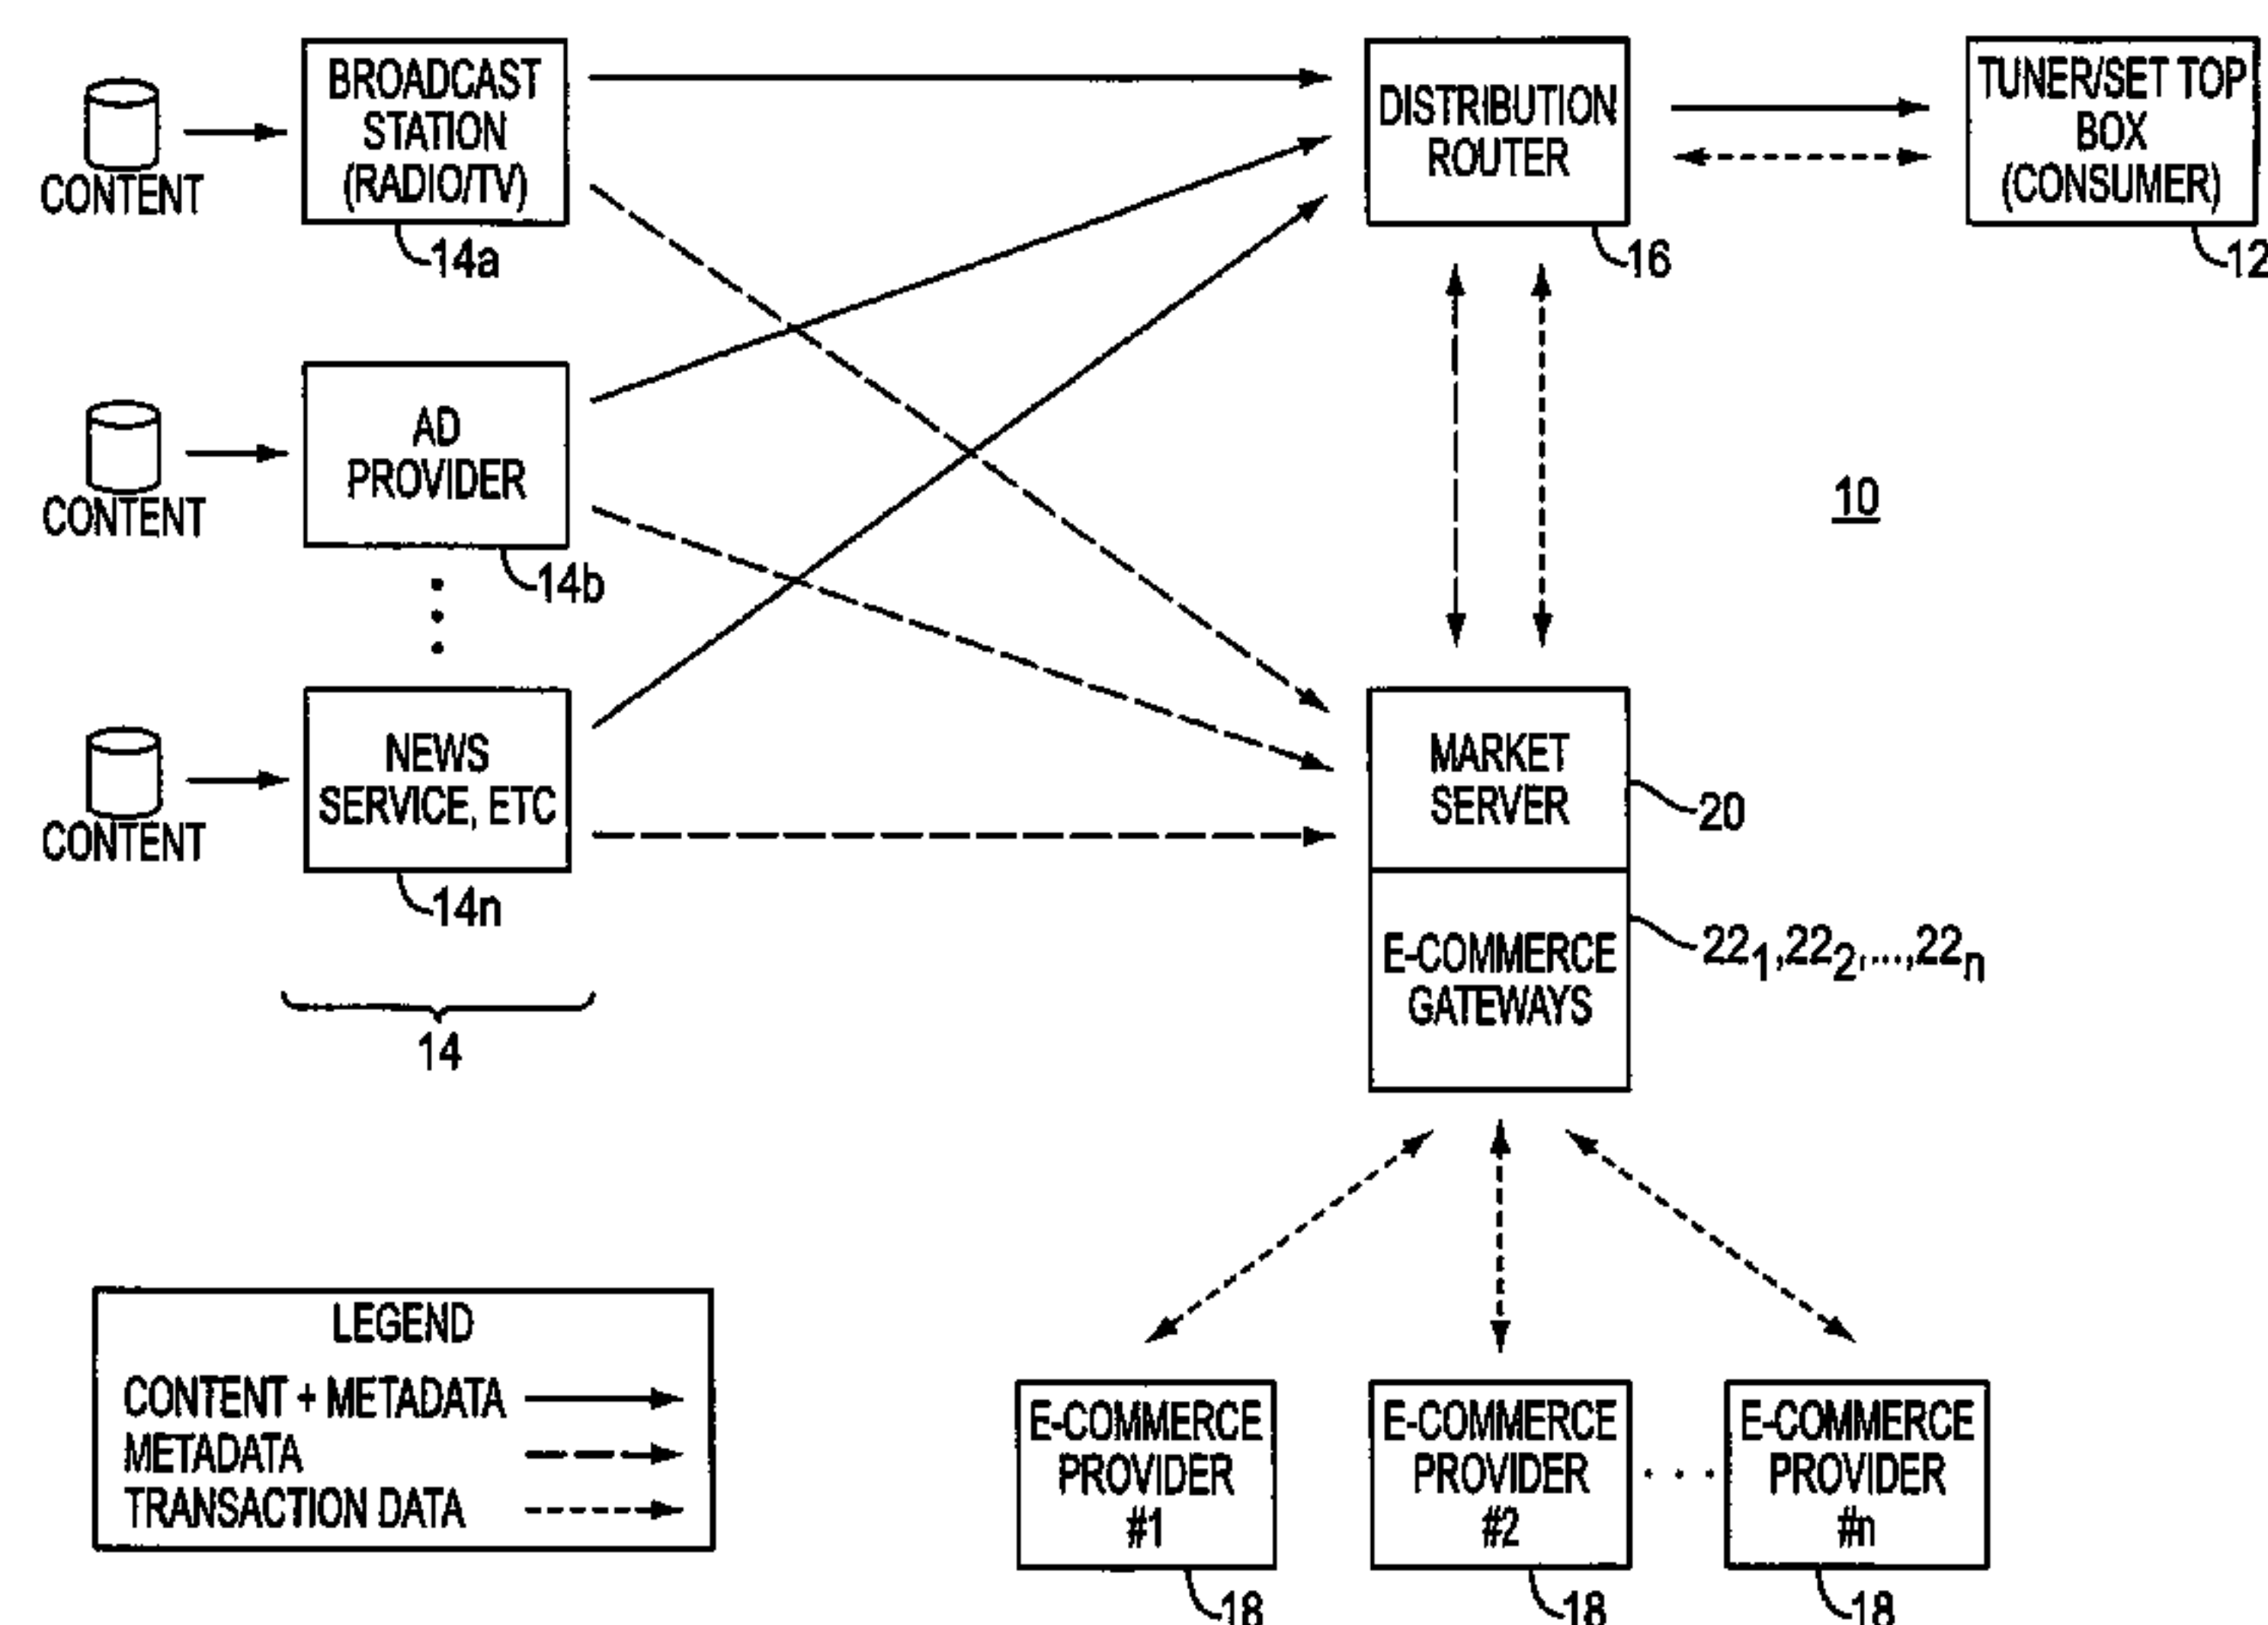 CONTENT
BROADCAST
STATION
(RADIO/TV)
14a
DISTRIBUTION
ROUTER
16
TUNER/SET TOP
BOX
(CONSUMER)
12
CONTENT
AD
PROVIDER
14b
10
CONTENT
NEWS
SERVICE, ETC
14n
14
MARKET
SERVER
20
E-COMMERCE
GATEWAYS
22₁,22₂,...,22ₙ
LEGEND
CONTENT + METADATA
METADATA
TRANSACTION DATA
E-COMMERCE
PROVIDER
#1
18
E-COMMERCE
PROVIDER
#2
18
. . .
E-COMMERCE
PROVIDER
#n
18